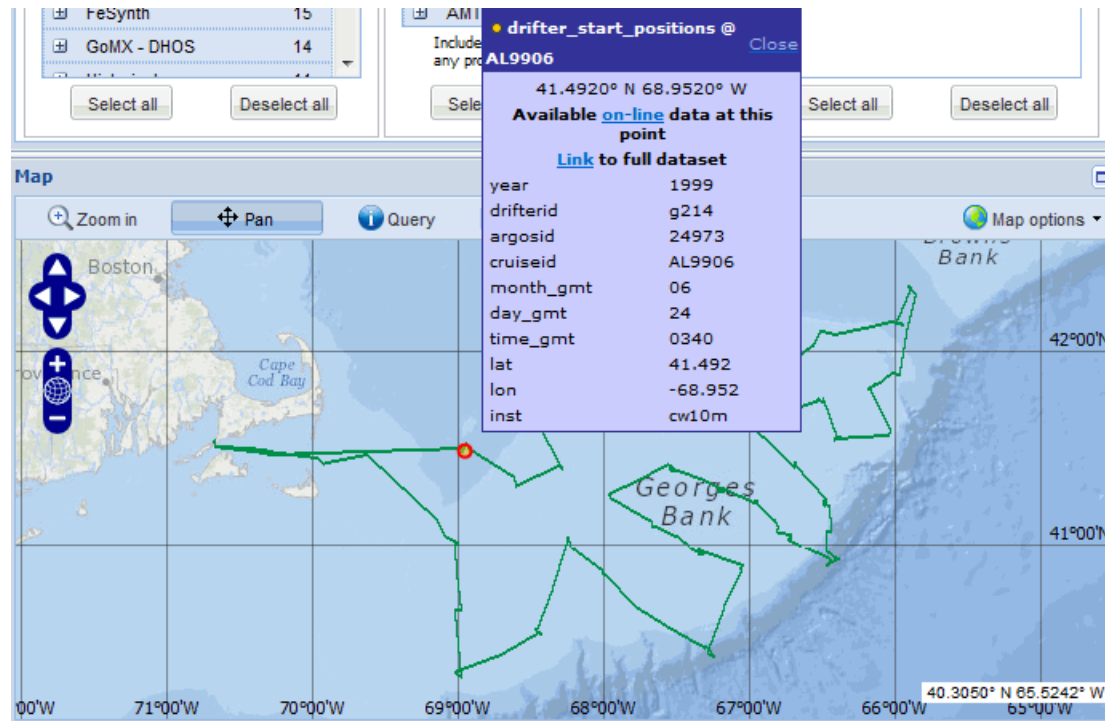 FeSynth 15
GoMX - DHOS 14
Select all Deselect all
AMT
Include
any pro
Sele
Select all Deselect all
drifter_start_positions @
AL9906
Close
41.4920° N 68.9520° W
Available on-line data at this
point
Link to full dataset
year 1999
drifterid g214
argosid 24973
cruiseid AL9906
month_gmt 06
day_gmt 24
time_gmt 0340
lat 41.492
lon -68.952
inst cw10m
Map
Zoom in Pan Query Map options
Boston
Bank
42°00'N
Cape
Cod Bay
Georges
Bank
41°00'N
40.3050° N 65.5242° W
00'W 71°00'W 70°00'W 69°00'W 68°00'W 67°00'W 66°00'W 65°00'W